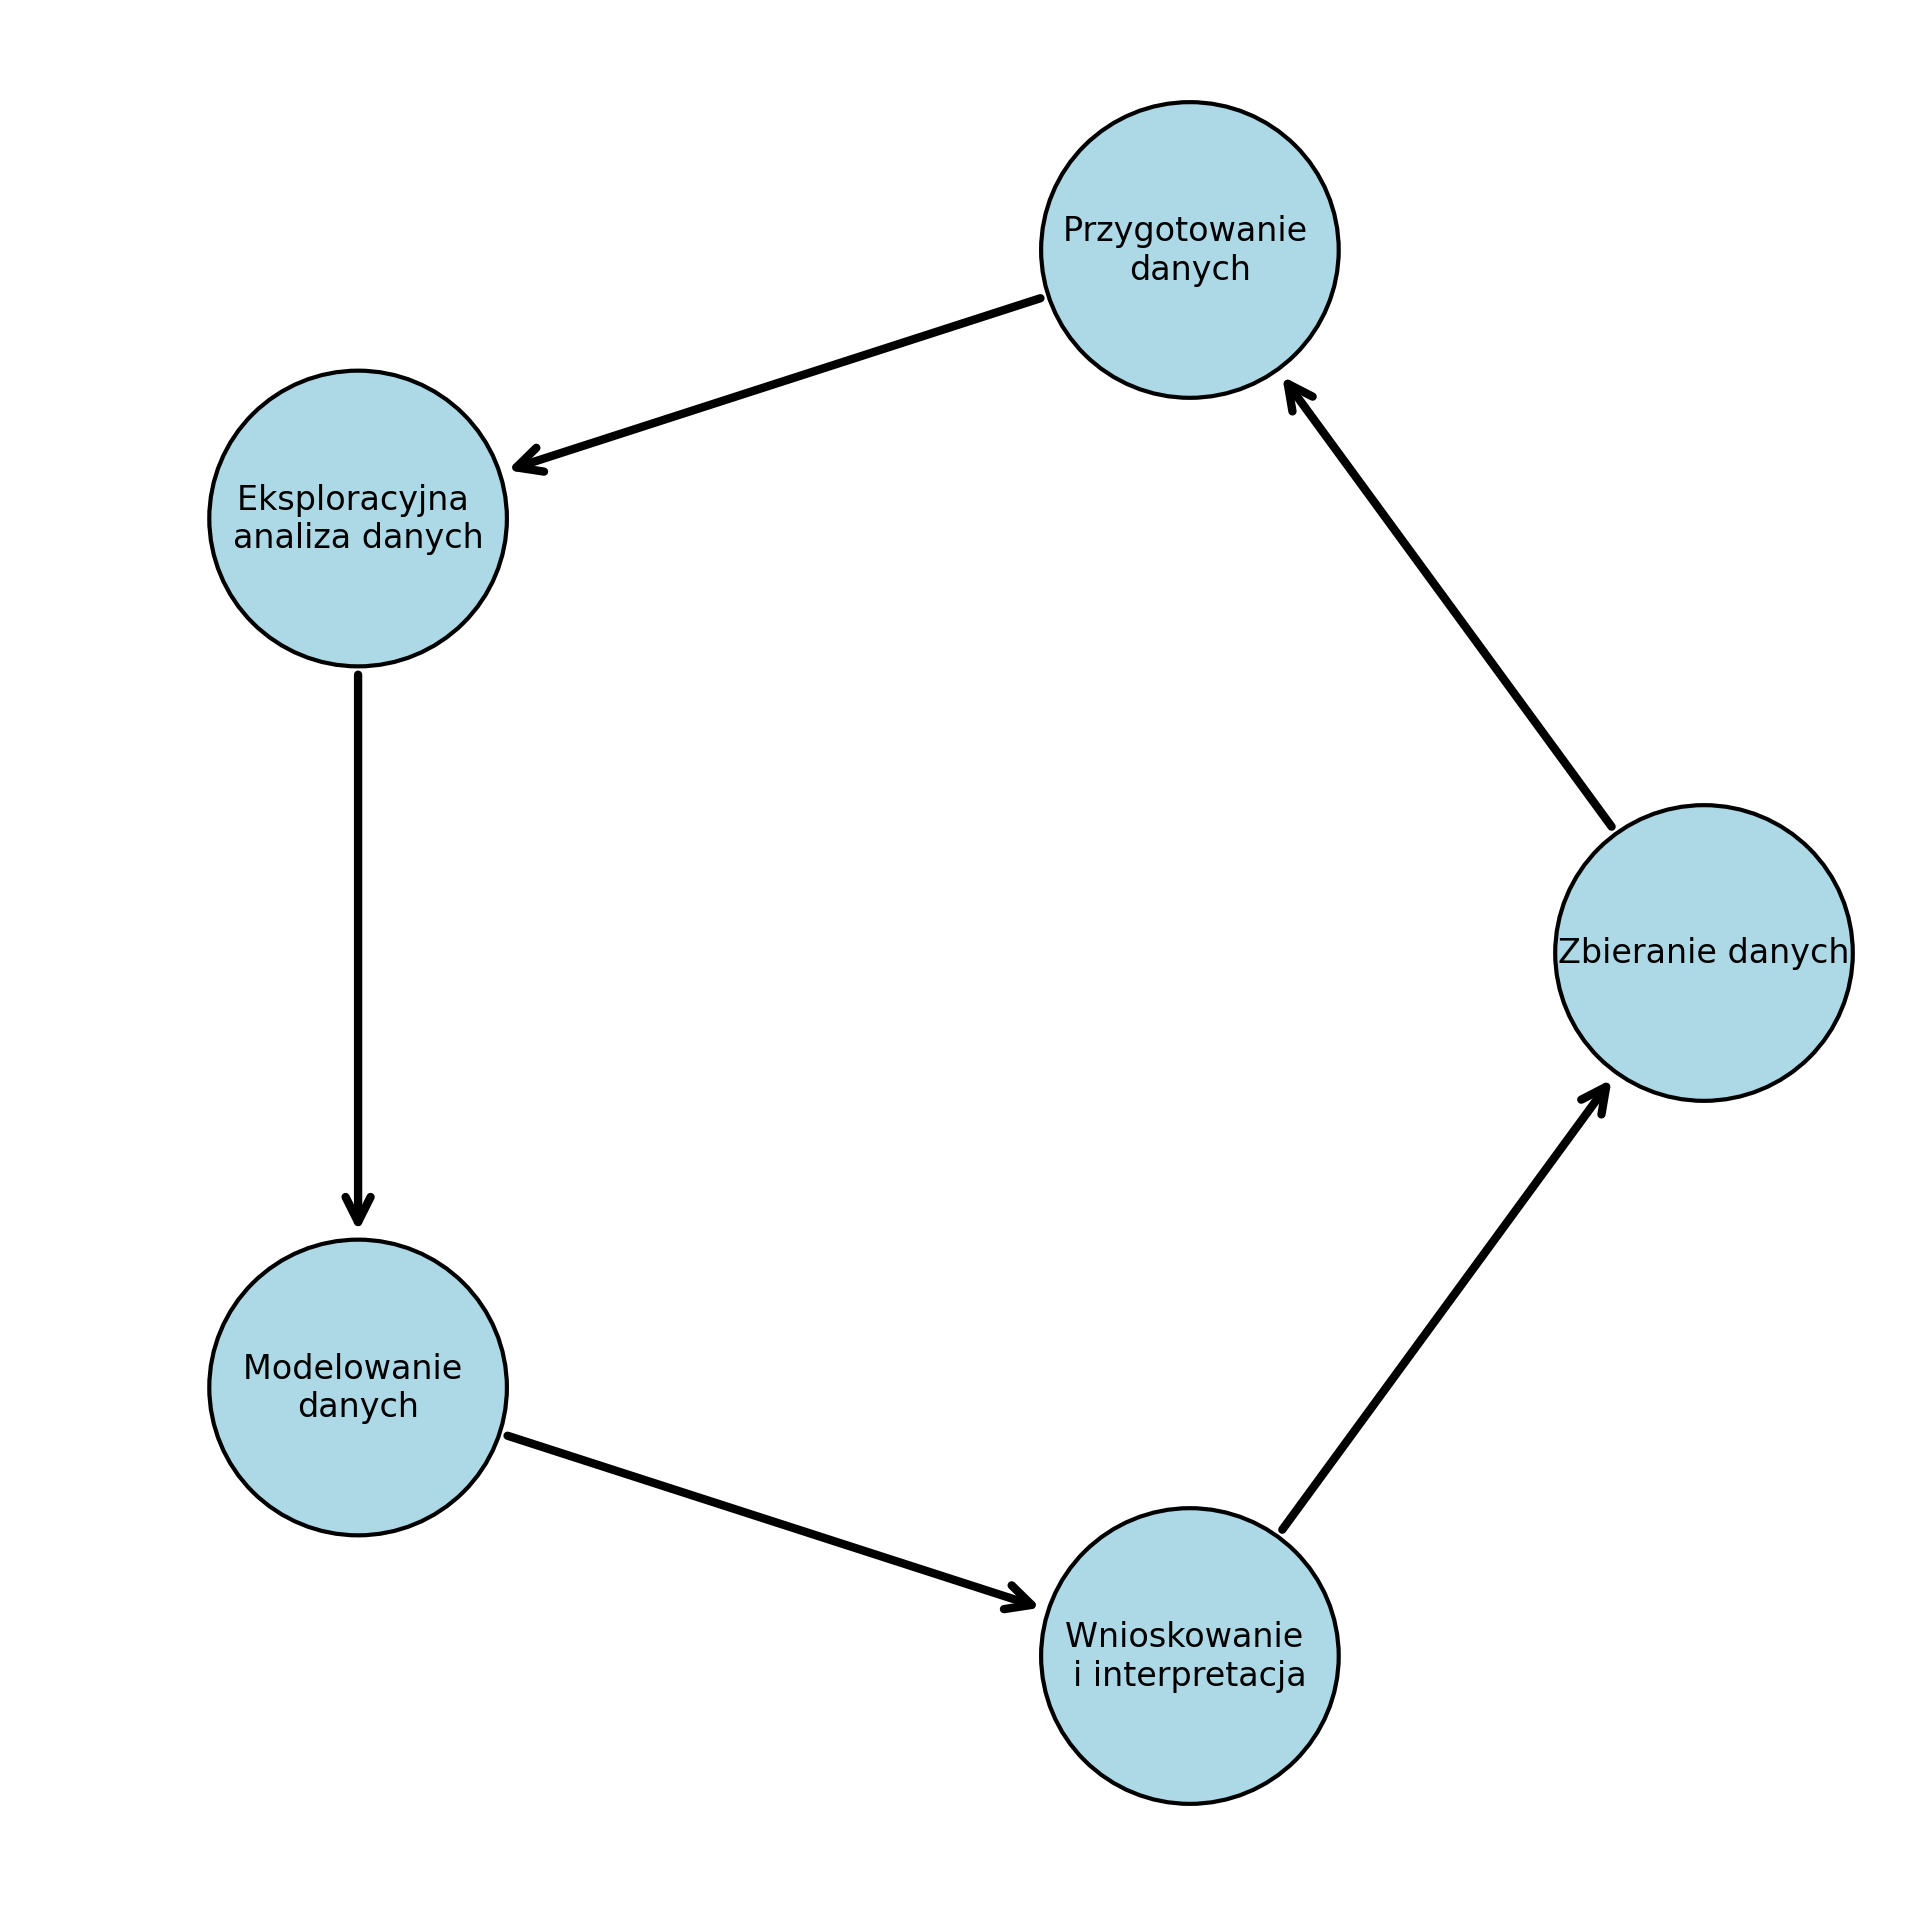 Przygotowanie
danych
Eksploracyjna
analiza danych
Zbieranie danych
Modelowanie
danych
Wnioskowanie
i interpretacja